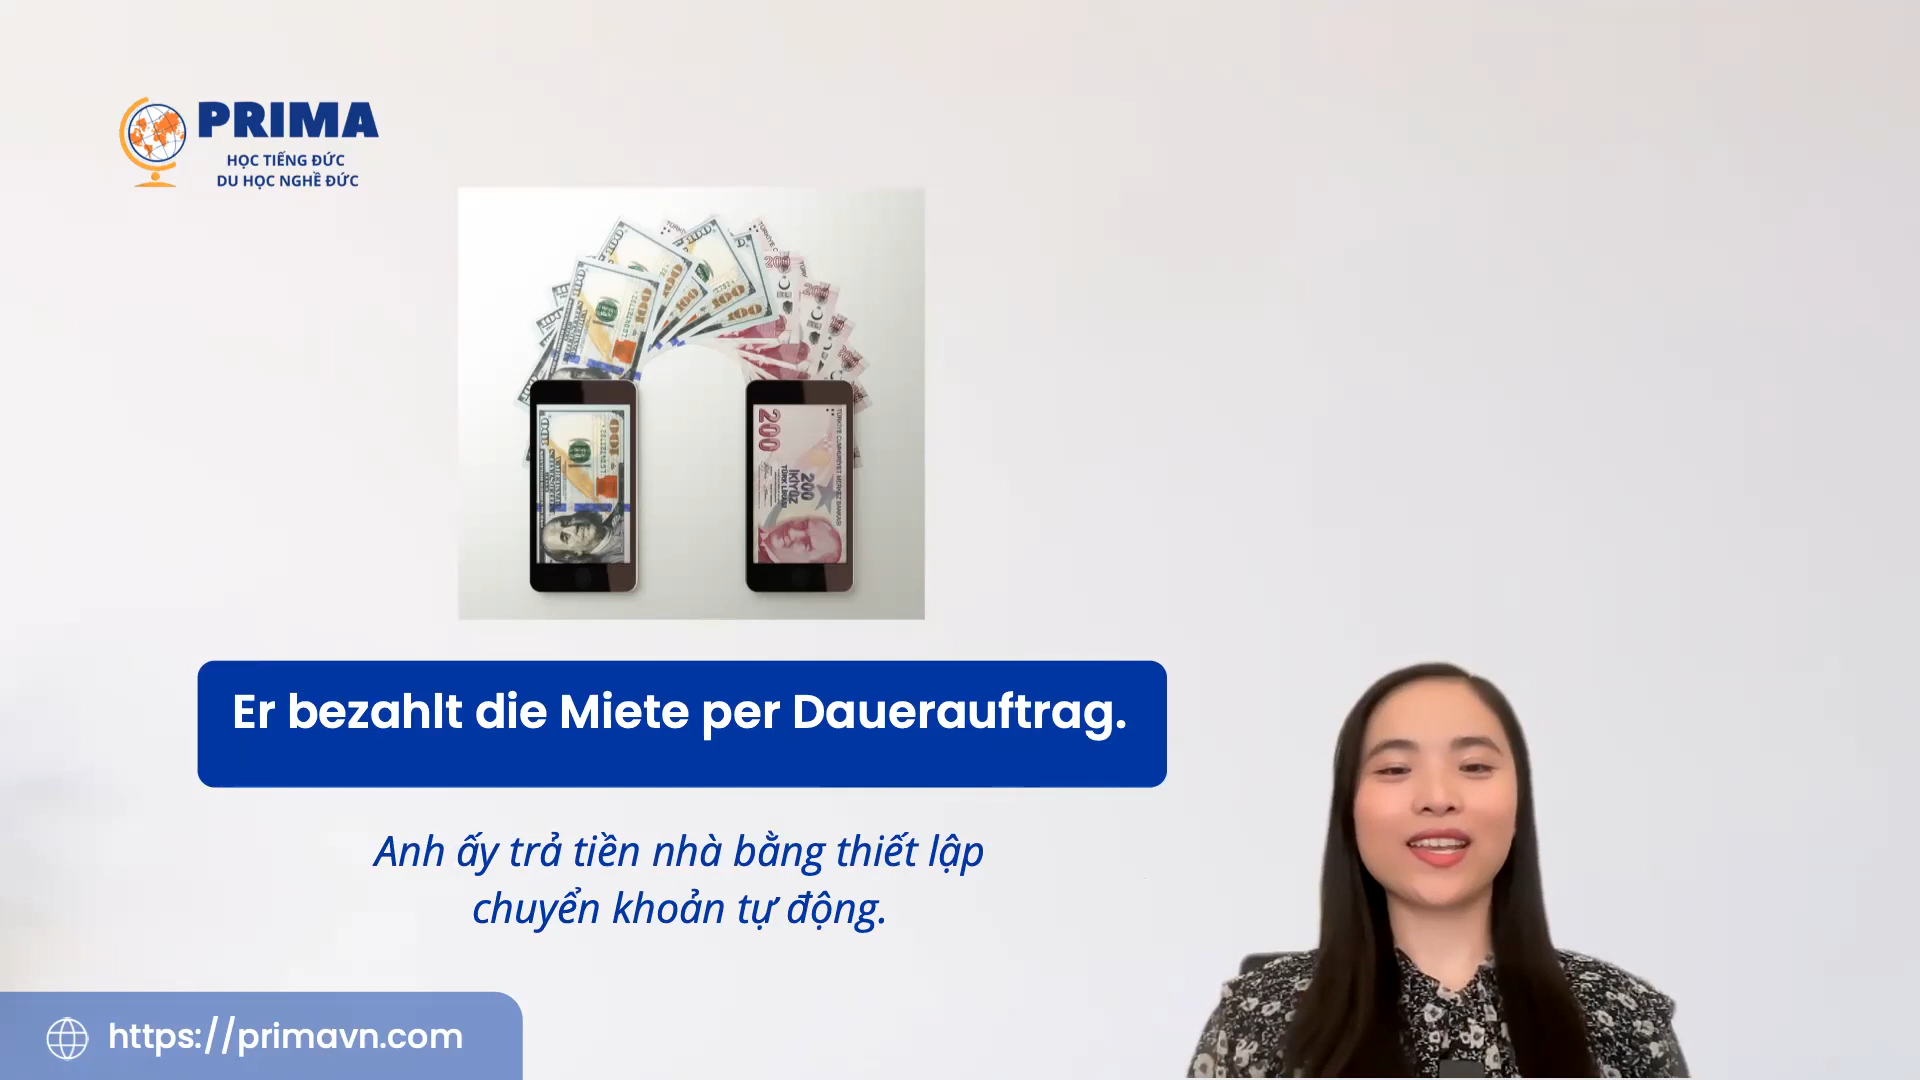 PRIMA
HỌC TIẾNG ĐỨC
DU HỌC NGHỀ ĐỨC
Er bezahlt die Miete per Dauerauftrag.
Anh ấy trả tiền nhà bằng thiết lập
chuyển khoản tự động.
https://primavn.com